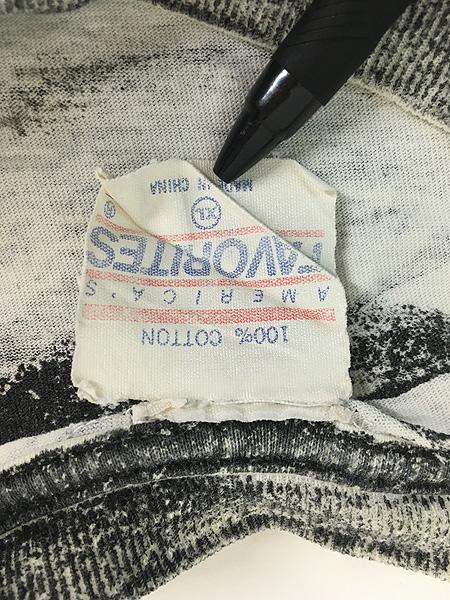 100% COTTON
AMERICA'S
FAVORITES®
XL
MADE IN CHINA